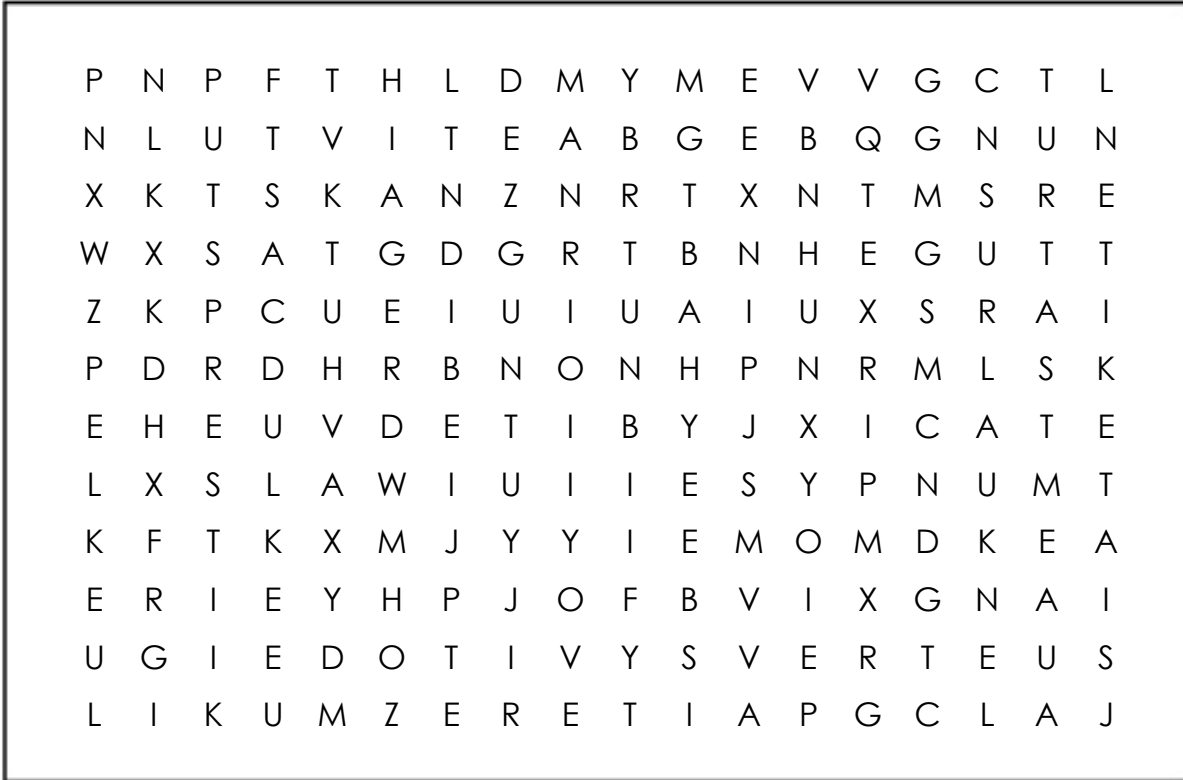 P N P F T H L D M Y M E V V G C T L
N L U T V I T E A B G E B Q G N U N
X K T S K A N Z N R T X N T M S R E
W X S A T G D G R T B N H E G U T T
Z K P C U E I U I U A I U X S R A I
P D R D H R B N O N H P N R M L S K
E H E U V D E T I B Y J X I C A T E
L X S L A W I U I I E S Y P N U M T
K F T K X M J Y Y I E M O M D K E A
E R I E Y H P J O F B V I X G N A I
U G I E D O T I V Y S V E R T E U S
L I K U M Z E R E T I A P G C L A J